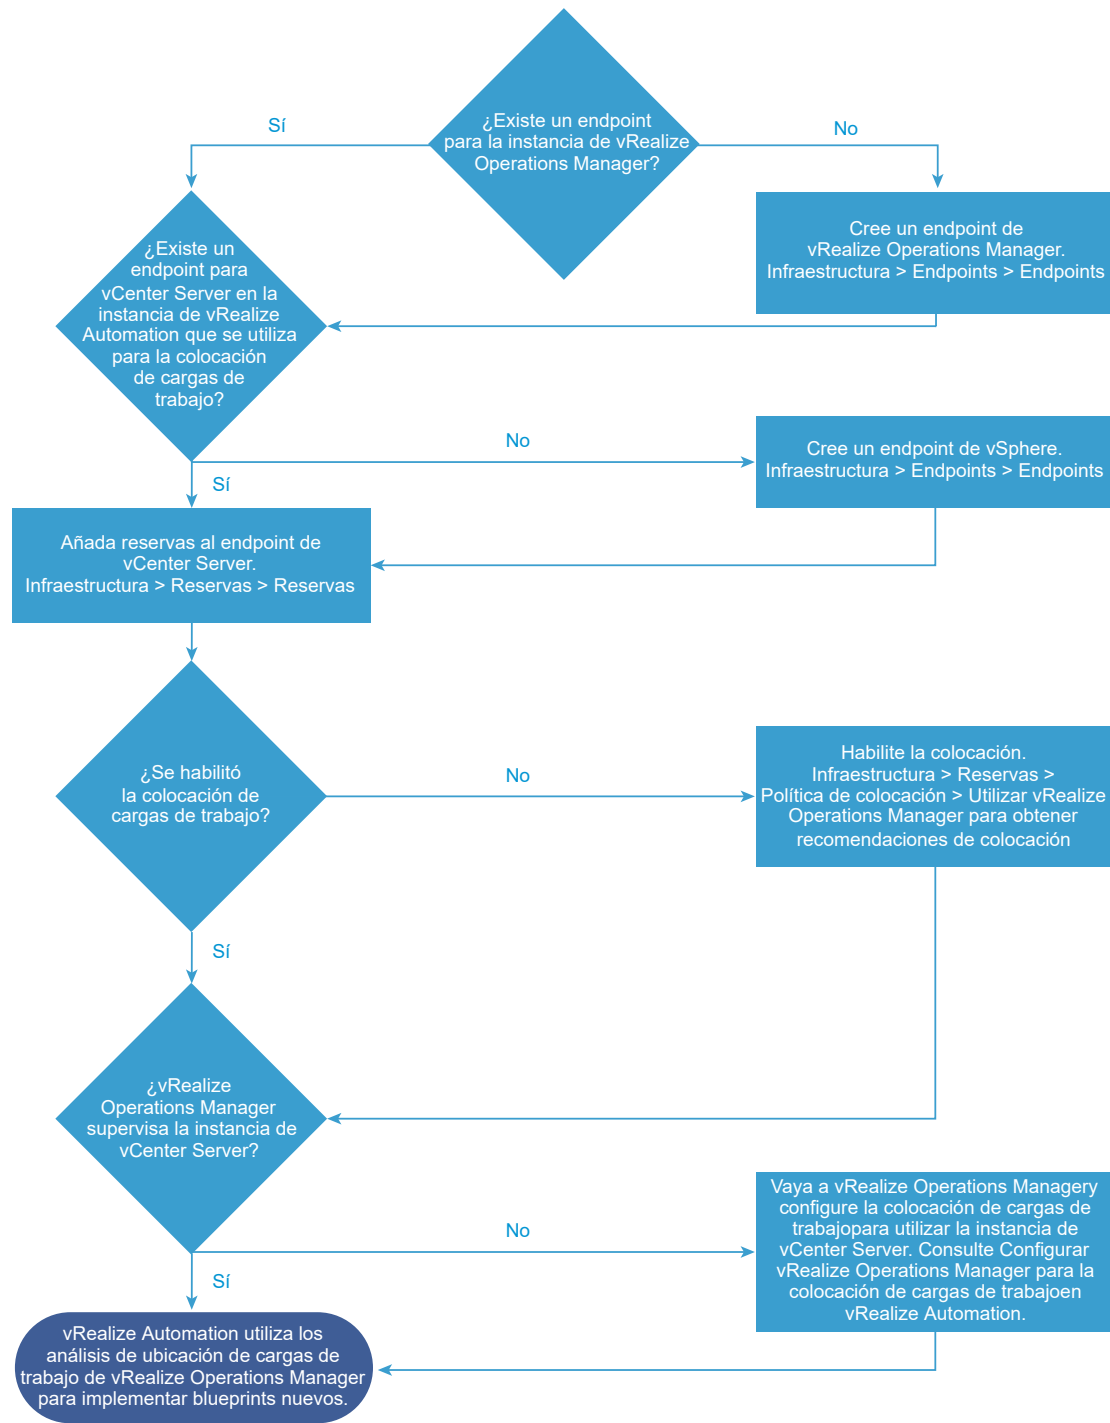 ¿Existe un endpoint
para la instancia de vRealize
Operations Manager?
Sí
No
Cree un endpoint de
vRealize Operations Manager.
Infraestructura > Endpoints > Endpoints
¿Existe un
endpoint para
vCenter Server en la
instancia de vRealize
Automation que se utiliza
para la colocación
de cargas de
trabajo?
No
Sí
Cree un endpoint de vSphere.
Infraestructura > Endpoints > Endpoints
Añada reservas al endpoint de
vCenter Server.
Infraestructura > Reservas > Reservas
¿Se habilitó
la colocación de
cargas de trabajo?
No
Habilite la colocación.
Infraestructura > Reservas >
Política de colocación > Utilizar vRealize
Operations Manager para obtener
recomendaciones de colocación
Sí
¿vRealize
Operations Manager
supervisa la instancia de
vCenter Server?
No
Sí
Vaya a vRealize Operations Managery
configure la colocación de cargas de
trabajopara utilizar la instancia de
vCenter Server. Consulte Configurar
vRealize Operations Manager para la
colocación de cargas de trabajoen
vRealize Automation.
vRealize Automation utiliza los
análisis de ubicación de cargas de
trabajo de vRealize Operations Manager
para implementar blueprints nuevos.